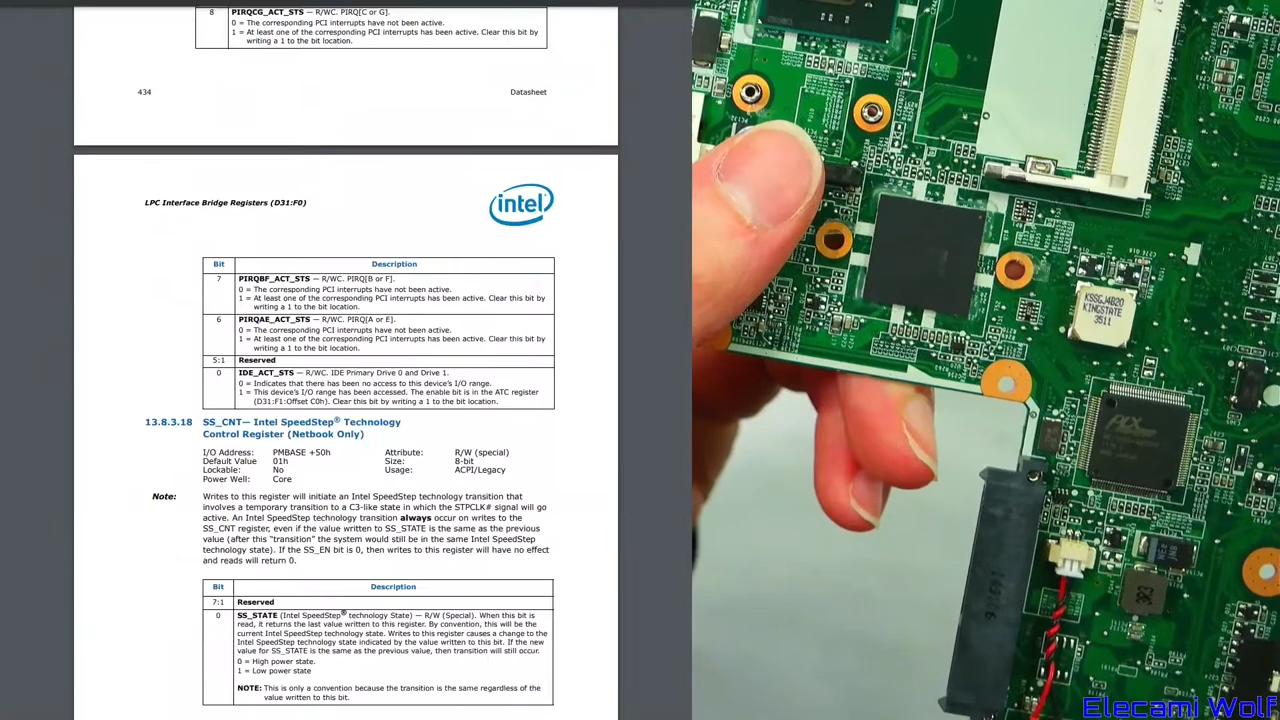 8 PIRQCG_ACT_STS — R/WC. PIRQ[C or G].
0 = The corresponding PCI interrupts have not been active.
1 = At least one of the corresponding PCI interrupts has been active. Clear this bit by
writing a 1 to the bit location.
434 Datasheet
LPC Interface Bridge Registers (D31:F0)
intel
Bit Description
7 PIRQBF_ACT_STS — R/WC. PIRQ[B or F].
0 = The corresponding PCI interrupts have not been active.
1 = At least one of the corresponding PCI interrupts has been active. Clear this bit by
writing a 1 to the bit location.
6 PIRQAE_ACT_STS — R/WC. PIRQ[A or E].
0 = The corresponding PCI interrupts have not been active.
1 = At least one of the corresponding PCI interrupts has been active. Clear this bit by
writing a 1 to the bit location.
5:1 Reserved
0 IDE_ACT_STS — R/WC. IDE Primary Drive 0 and Drive 1.
0 = Indicates that there has been no access to this device's I/O range.
1 = This device's I/O range has been accessed. The enable bit is in the ATC register
(D31:F1:Offset C0h). Clear this bit by writing a 1 to the bit location.
13.8.3.18 SS_CNT— Intel SpeedStep® Technology
Control Register (Netbook Only)
I/O Address: PMBASE +50h Attribute: R/W (special)
Default Value 01h Size: 8-bit
Lockable: No Usage: ACPI/Legacy
Power Well: Core
Note: Writes to this register will initiate an Intel SpeedStep technology transition that
involves a temporary transition to a C3-like state in which the STPCLK# signal will go
active. An Intel SpeedStep technology transition always occur on writes to the
SS_CNT register, even if the value written to SS_STATE is the same as the previous
value (after this "transition" the system would still be in the same Intel SpeedStep
technology state). If the SS_EN bit is 0, then writes to this register will have no effect
and reads will return 0.
Bit Description
7:1 Reserved
0 SS_STATE (Intel SpeedStep® technology State) — R/W (Special). When this bit is
read, it returns the last value written to this register. By convention, this will be the
current Intel SpeedStep technology state. Writes to this register causes a change to the
Intel SpeedStep technology state indicated by the value written to this bit. If the new
value for SS_STATE is the same as the previous value, then transition will still occur.
0 = High power state.
1 = Low power state
NOTE: This is only a convention because the transition is the same regardless of the
value written to this bit.
KSSGJ4B20
KINGSTATE
3511
Elecami Wolf